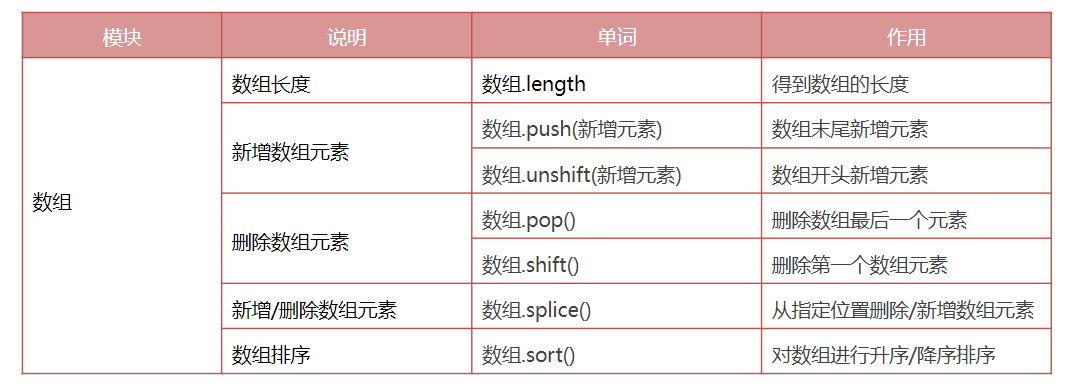 模块 说明 单词 作用
数组长度 数组.length 得到数组的长度
新增数组元素 数组.push(新增元素) 数组末尾新增元素
数组.unshift(新增元素) 数组开头新增元素
数组
删除数组元素 数组.pop() 删除数组最后一个元素
数组.shift() 删除第一个数组元素
新增/删除数组元素 数组.splice() 从指定位置删除/新增数组元素
数组排序 数组.sort() 对数组进行升序/降序排序